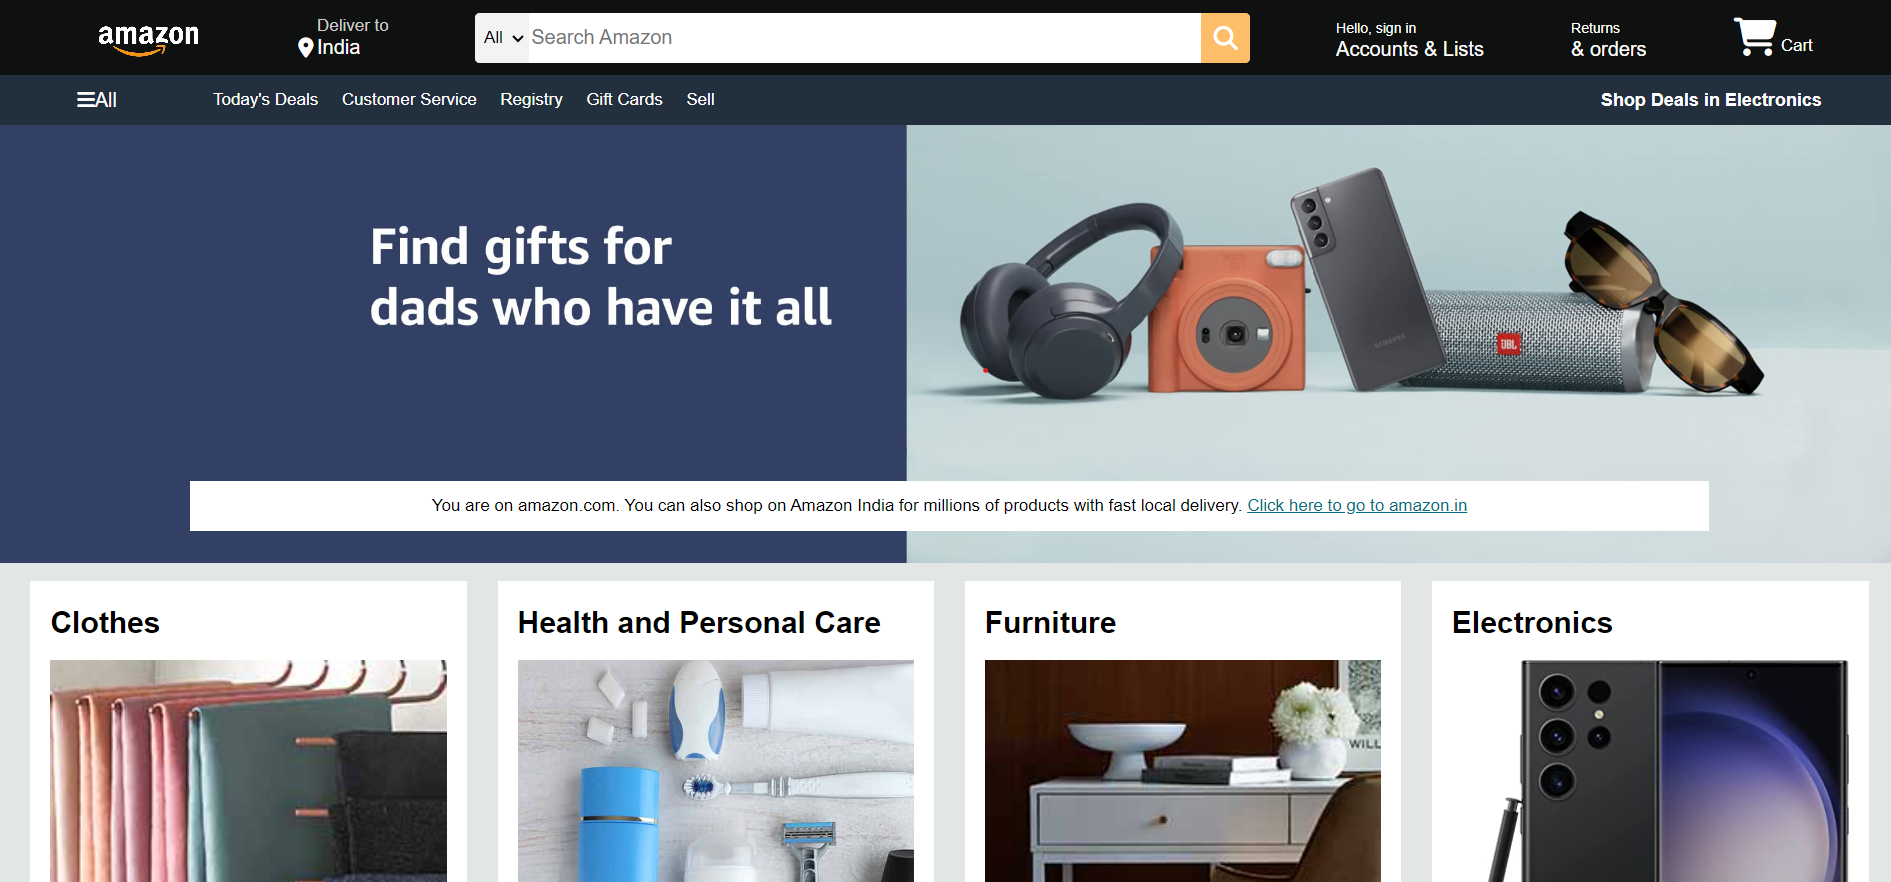 amazon
Deliver to
India
All
Search Amazon
Hello, sign in
Accounts & Lists
Returns
& orders
Cart
All
Today's Deals
Customer Service
Registry
Gift Cards
Sell
Shop Deals in Electronics
Find gifts for
dads who have it all
SAMSUNG
JBL
You are on amazon.com. You can also shop on Amazon India for millions of products with fast local delivery. Click here to go to amazon.in
Clothes
Health and Personal Care
Furniture
Electronics
WILL